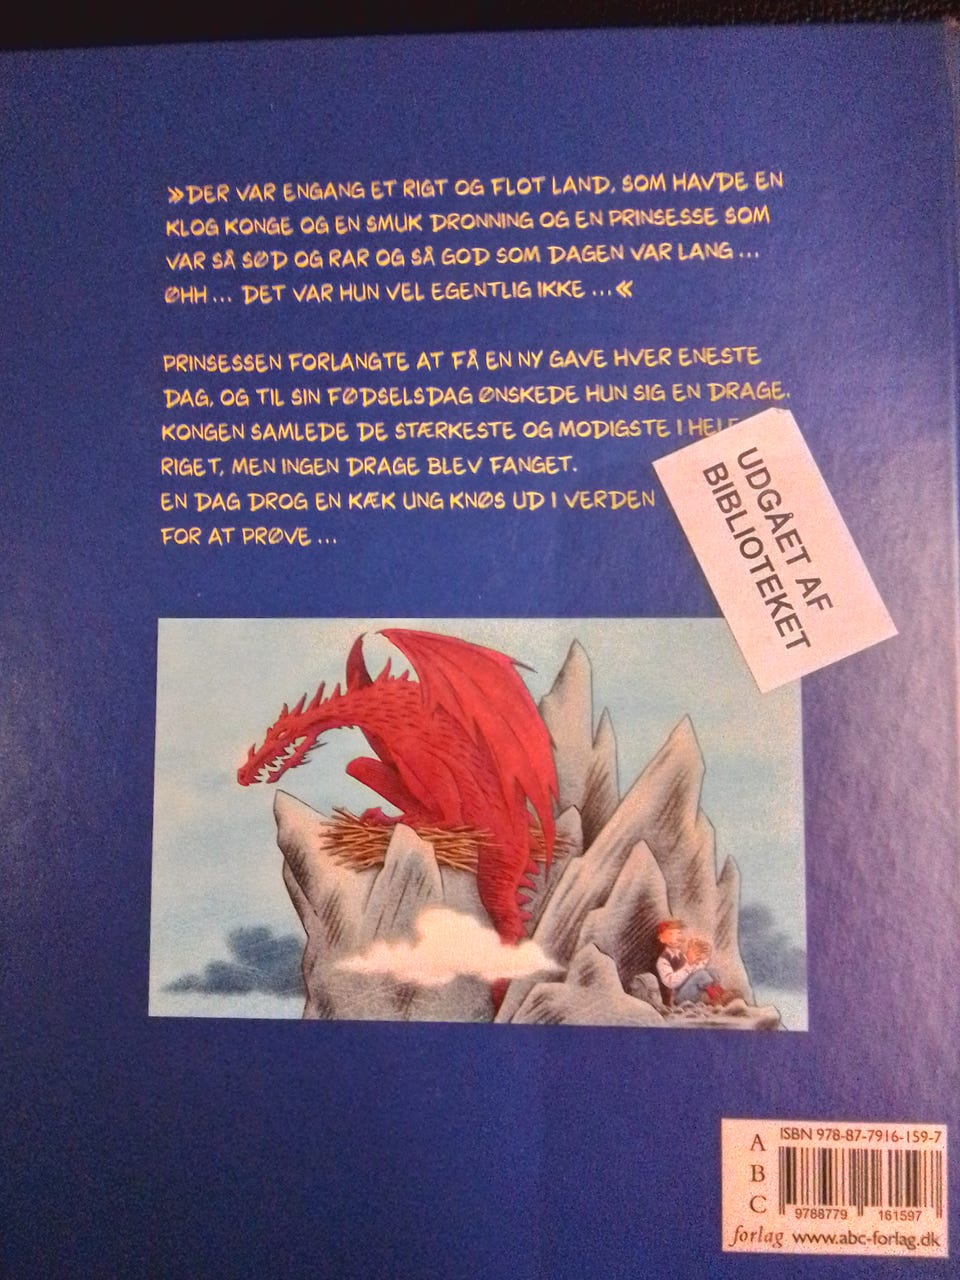 »DER VAR ENGANG ET RIGT OG FLOT LAND, SOM HAVDE EN
KLOG KONGE OG EN SMUK DRONNING OG EN PRINSESSE SOM
VAR SÅ SØD OG RAR OG SÅ GOD SOM DAGEN VAR LANG ...
ØHH ... DET VAR HUN VEL EGENTLIG IKKE ...«
PRINSESSEN FORLANGTE AT FÅ EN NY GAVE HVER ENESTE
DAG, OG TIL SIN FØDSELSDAG ØNSKEDE HUN SIG EN DRAGE.
KONGEN SAMLEDE DE STÆRKESTE OG MODIGSTE I HELE
RIGET, MEN INGEN DRAGE BLEV FANGET.
EN DAG DROG EN KÆK UNG KNØS UD I VERDEN
FOR AT PRØVE ...
UDGÅET AF
BIBLIOTEKET
ISBN 978-87-7916-159-7
A
B
C
9788779 161597
forlag www.abc-forlag.dk